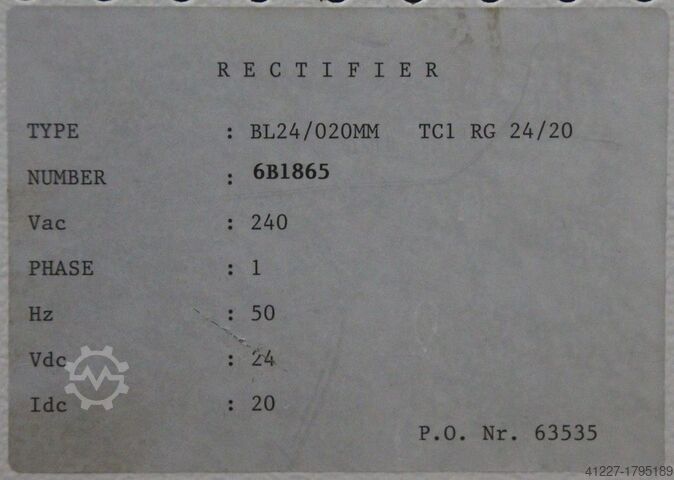 RECTIFIER
TYPE : BL24/020MM TC1 RG 24/20
NUMBER : 6B1865
Vac : 240
PHASE : 1
Hz : 50
Vdc : 24
Idc : 20
P.O. Nr. 63535
41227-1795189